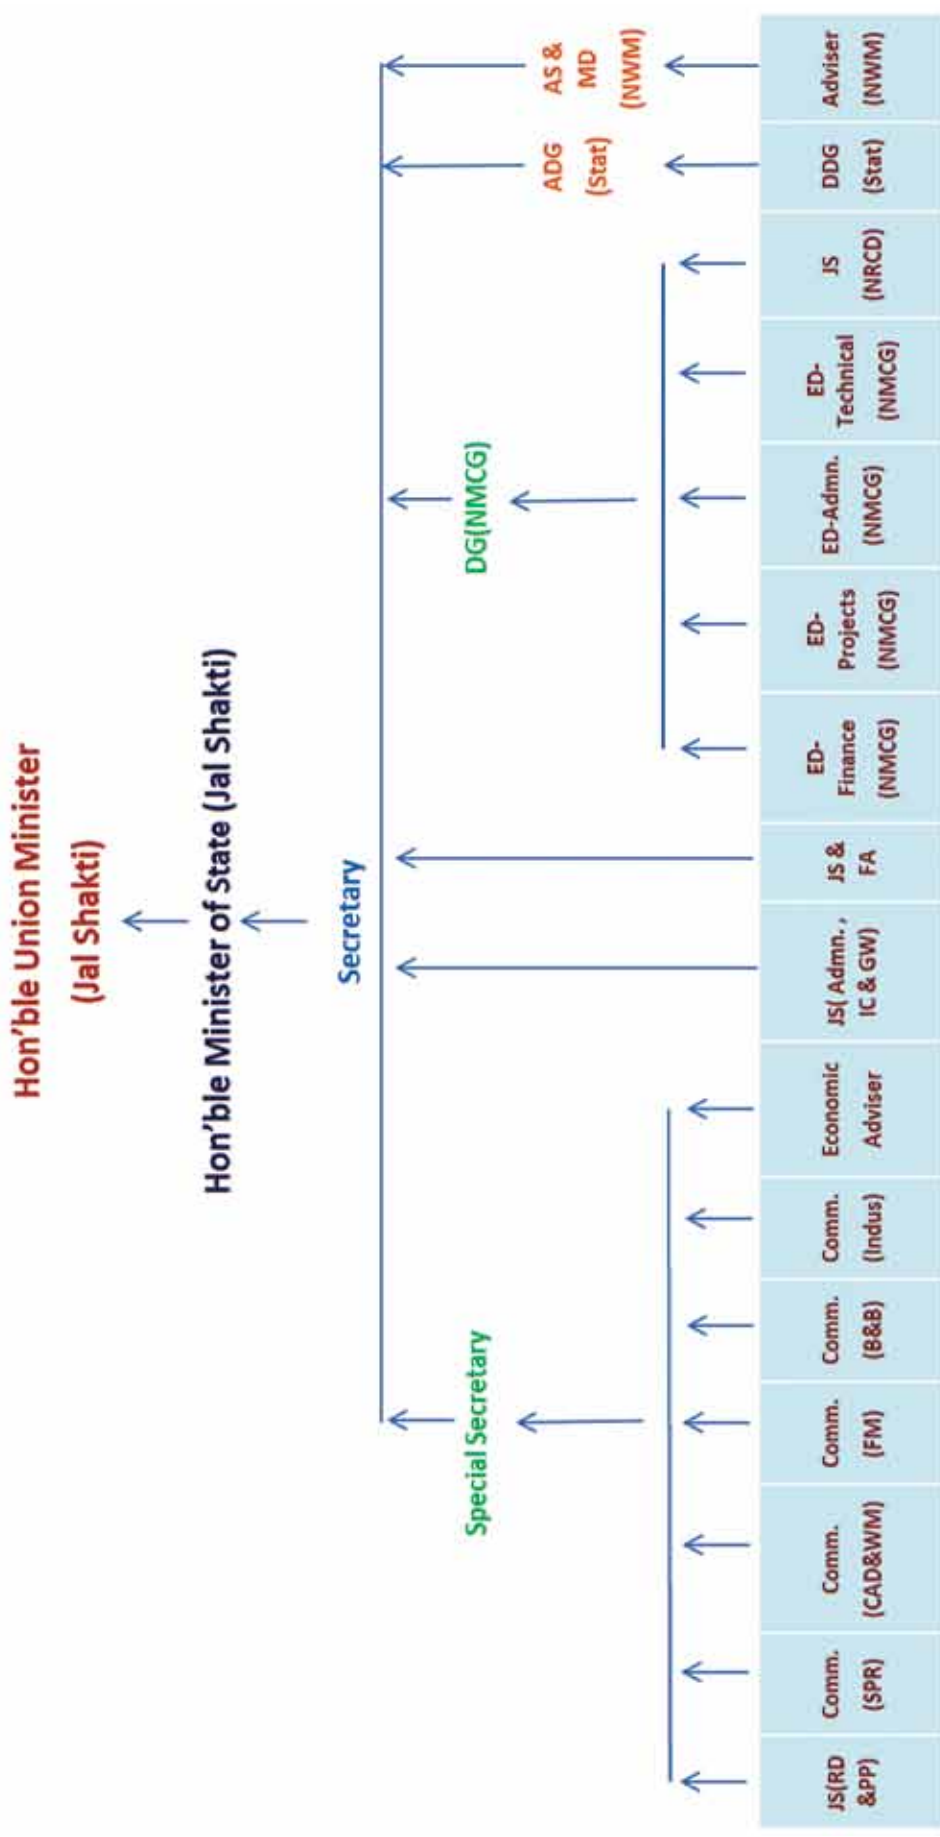 Hon'ble Union Minister
(Jal Shakti)
Hon'ble Minister of State (Jal Shakti)
Secretary
Special Secretary
DG(NMCG)
ADG
(Stat)
AS &
MD
(NWM)
JS(RD
&PP)
Comm.
(SPR)
Comm.
(CAD&WM)
Comm.
(FM)
Comm.
(B&B)
Comm.
(Indus)
Economic
Adviser
JS( Admn. ,
IC & GW)
JS &
FA
ED-
Finance
(NMCG)
ED-
Projects
(NMCG)
ED-Admn.
(NMCG)
ED-
Technical
(NMCG)
JS
(NRCD)
DDG
(Stat)
Adviser
(NWM)